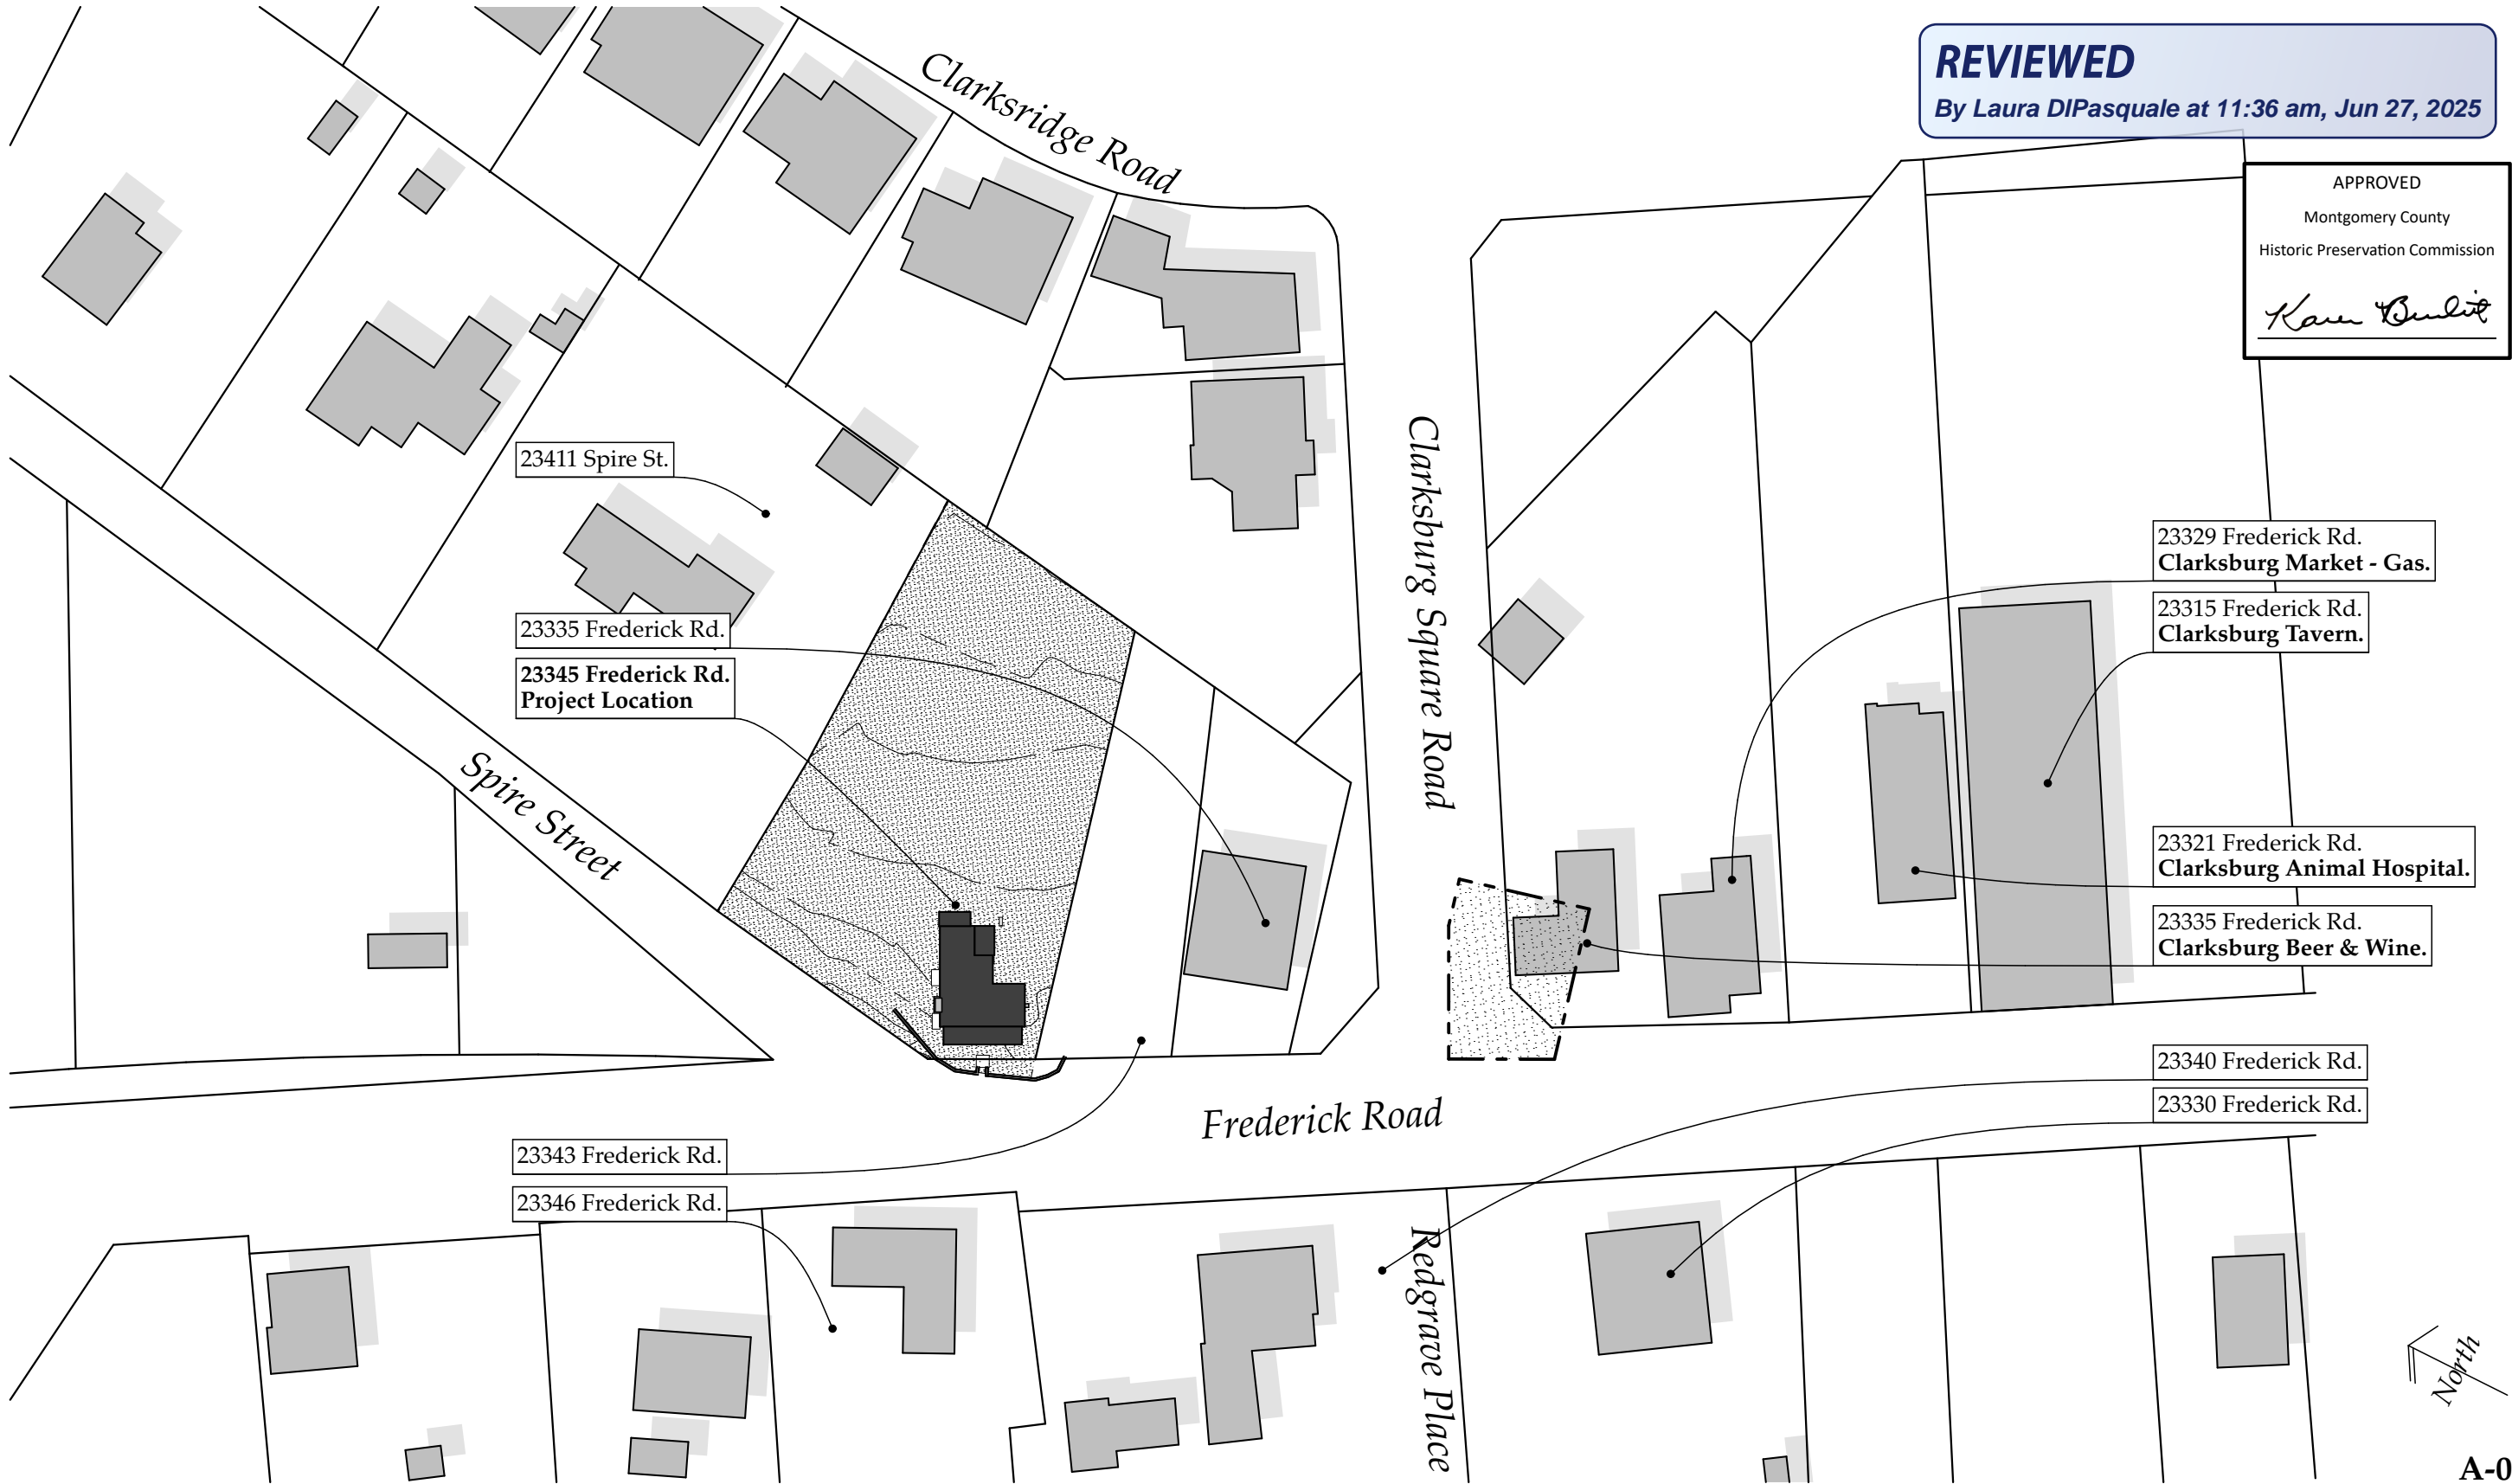 REVIEWED
By Laura DIPasquale at 11:36 am, Jun 27, 2025
APPROVED
Montgomery County
Historic Preservation Commission
Clarksridge Road
23411 Spire St.
23335 Frederick Rd.
23345 Frederick Rd.
Project Location
Spire Street
Clarksburg Square Road
23329 Frederick Rd.
Clarksburg Market - Gas.
23315 Frederick Rd.
Clarksburg Tavern.
23321 Frederick Rd.
Clarksburg Animal Hospital.
23335 Frederick Rd.
Clarksburg Beer & Wine.
Frederick Road
23340 Frederick Rd.
23330 Frederick Rd.
23343 Frederick Rd.
23346 Frederick Rd.
Redgrave Place
North
A-0